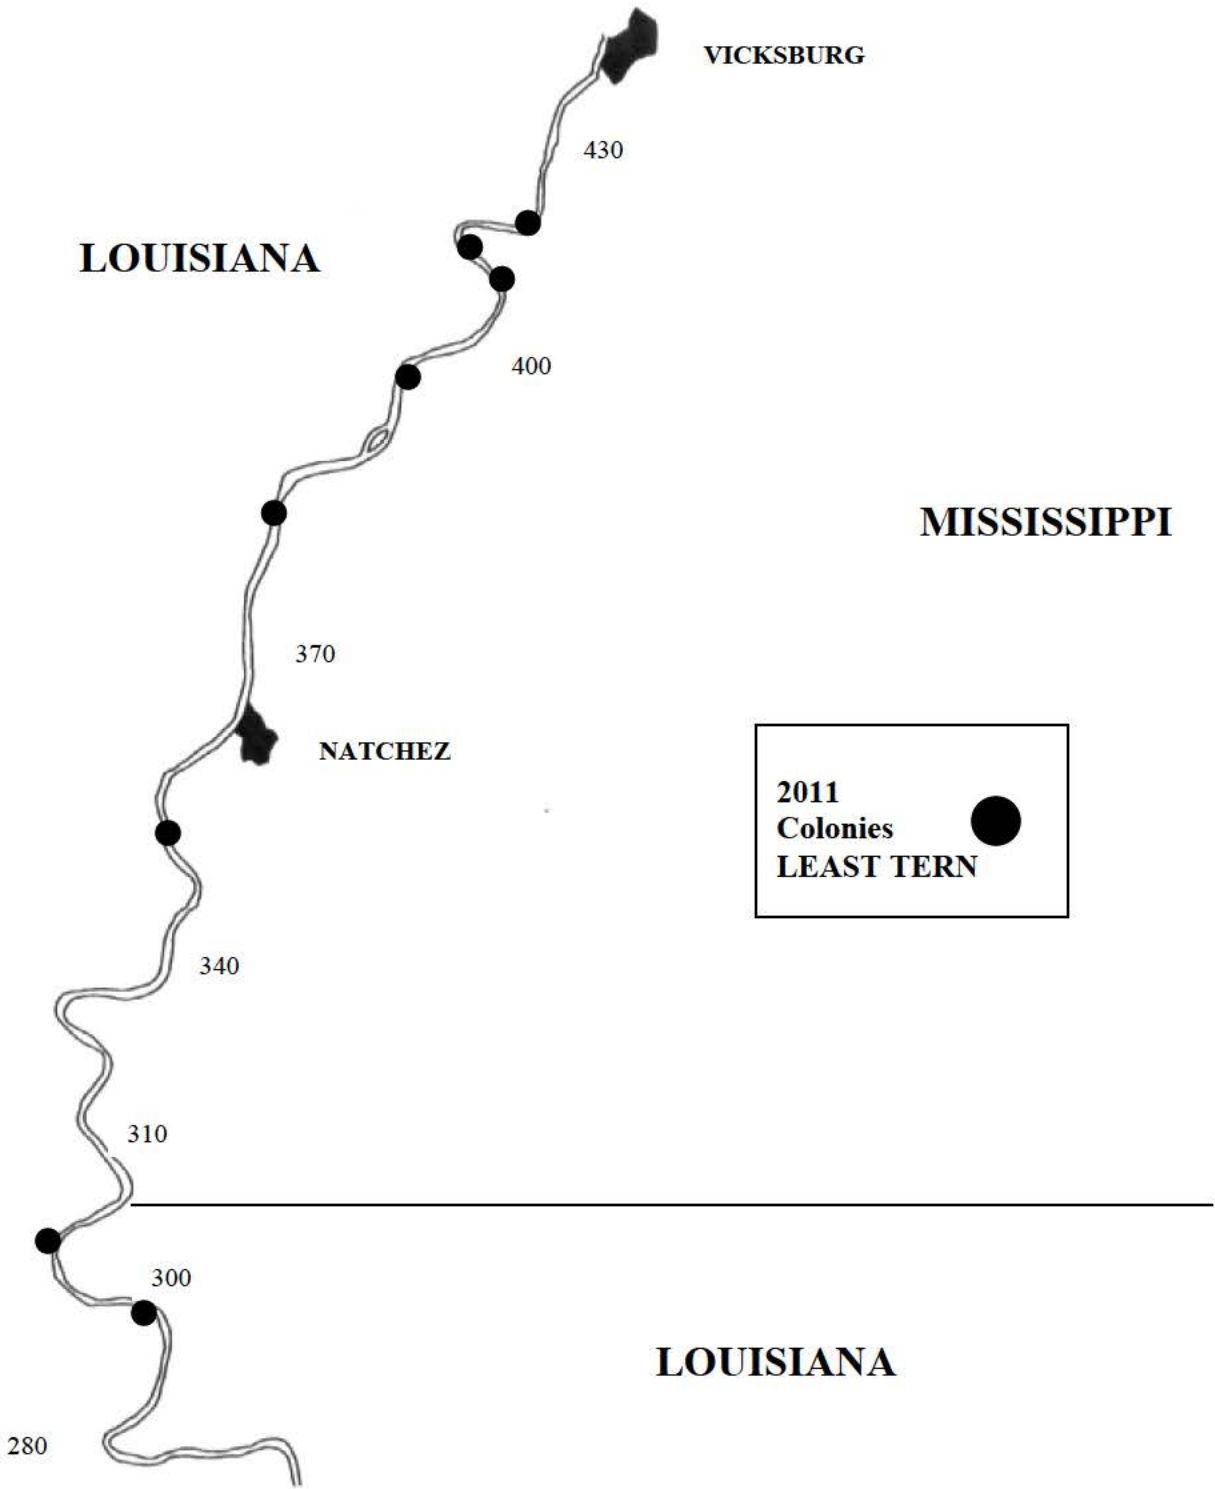 VICKSBURG
430
LOUISIANA
400
MISSISSIPPI
370
NATCHEZ
2011
Colonies
LEAST TERN
340
310
300
LOUISIANA
280